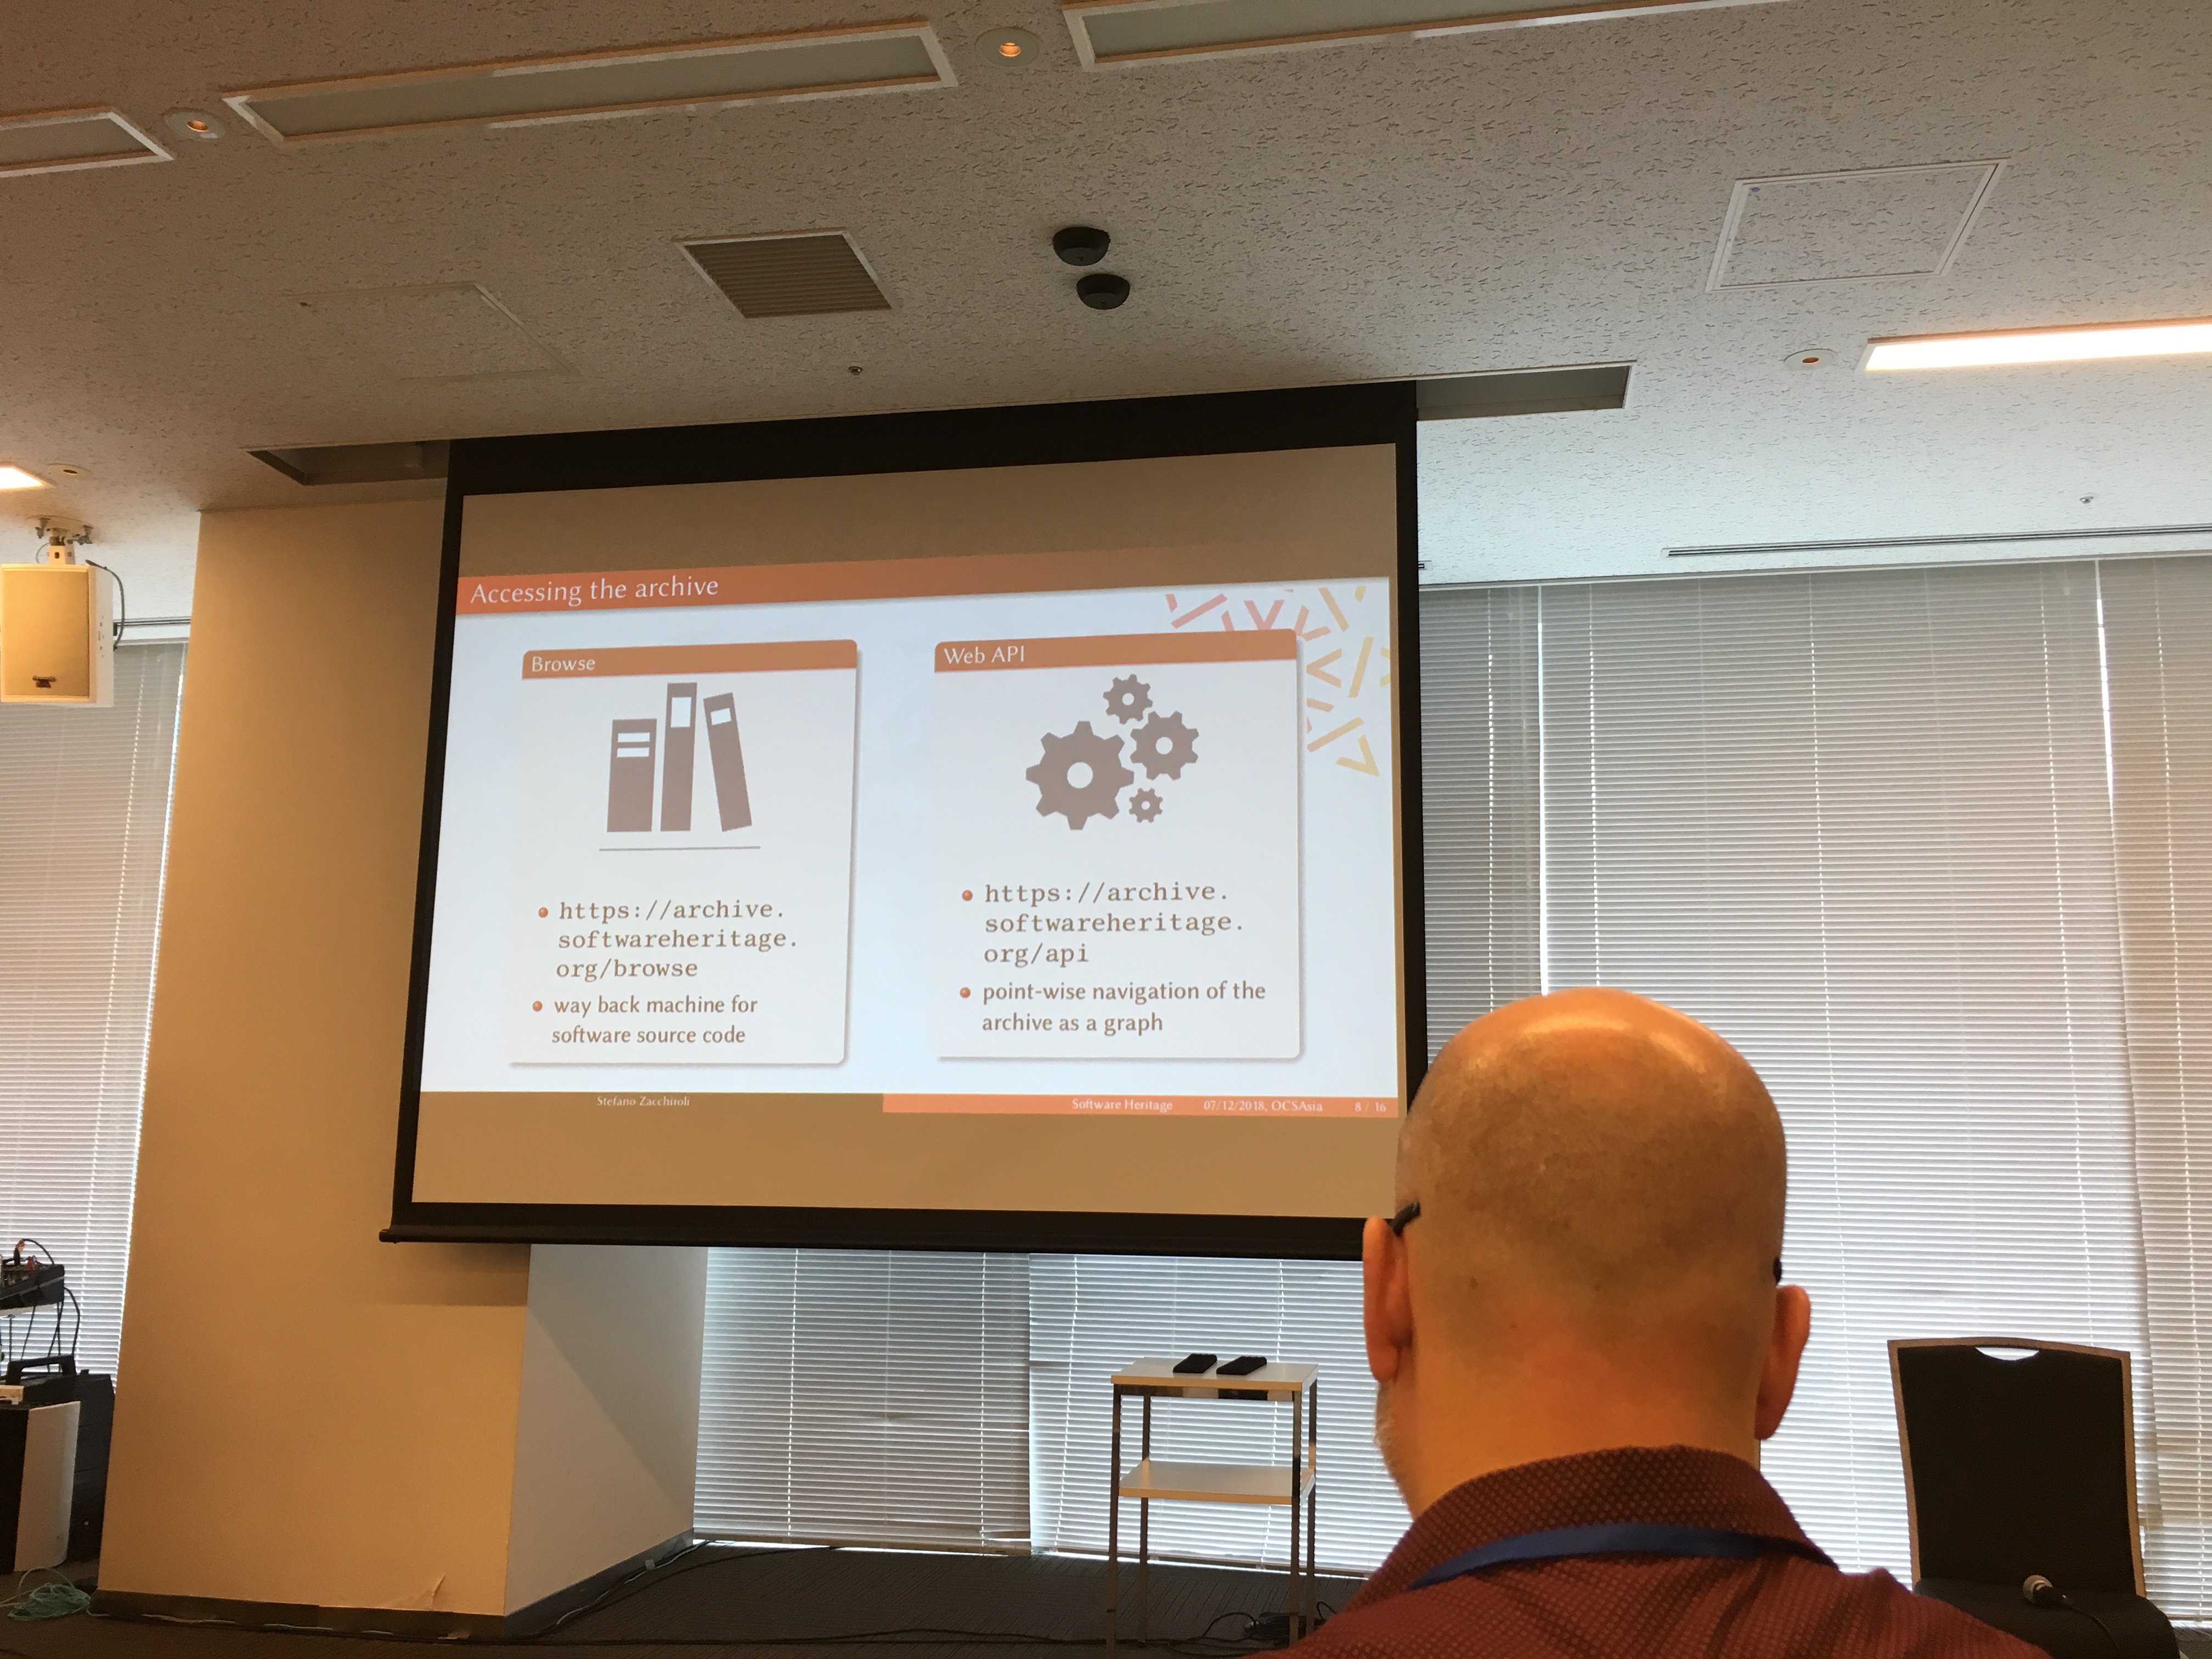 Accessing the archive
Browse
https://archive.
softwareheritage.
org/browse
way back machine for
software source code
Web API
https://archive.
softwareheritage.
org/api
point-wise navigation of the
archive as a graph
Stefano Zacchiroli
Software Heritage 07/12/2018, OCSAsia 8 / 16